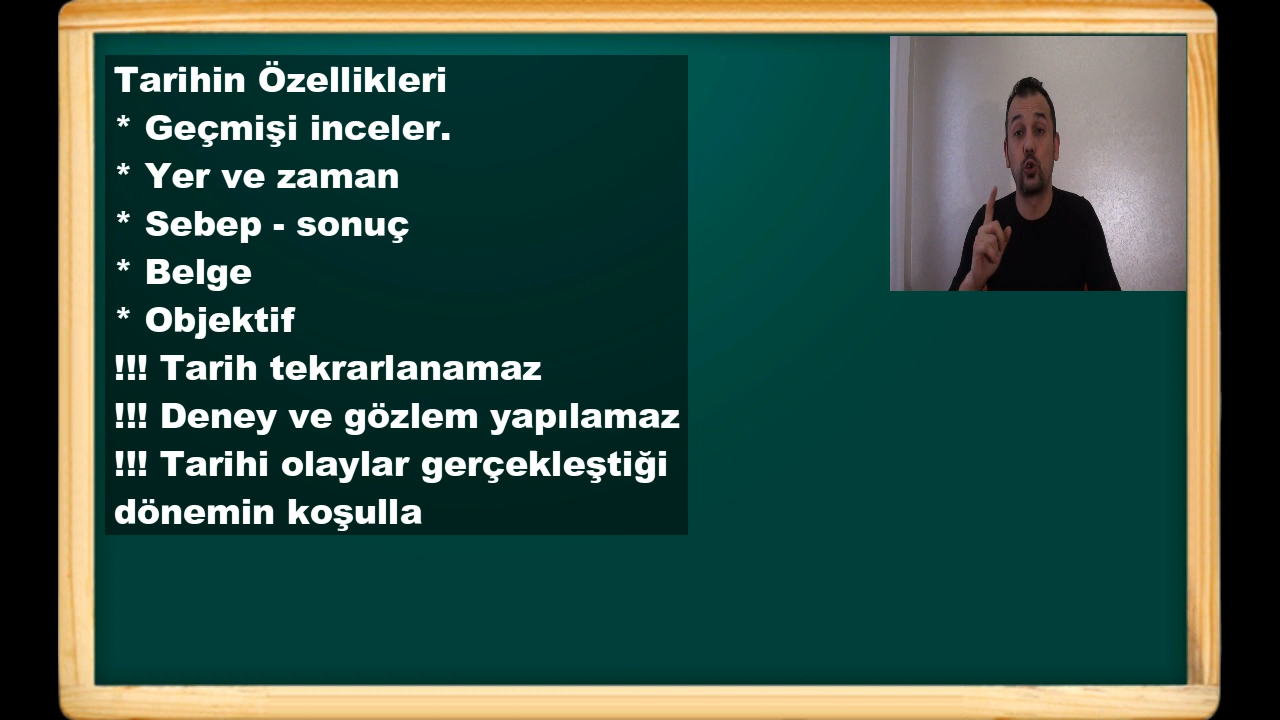 Tarihin Özellikleri
* Geçmişi inceler.
* Yer ve zaman
* Sebep - sonuç
* Belge
* Objektif
!!! Tarih tekrarlanamaz
!!! Deney ve gözlem yapılamaz
!!! Tarihi olaylar gerçekleştiği
dönemin koşulla